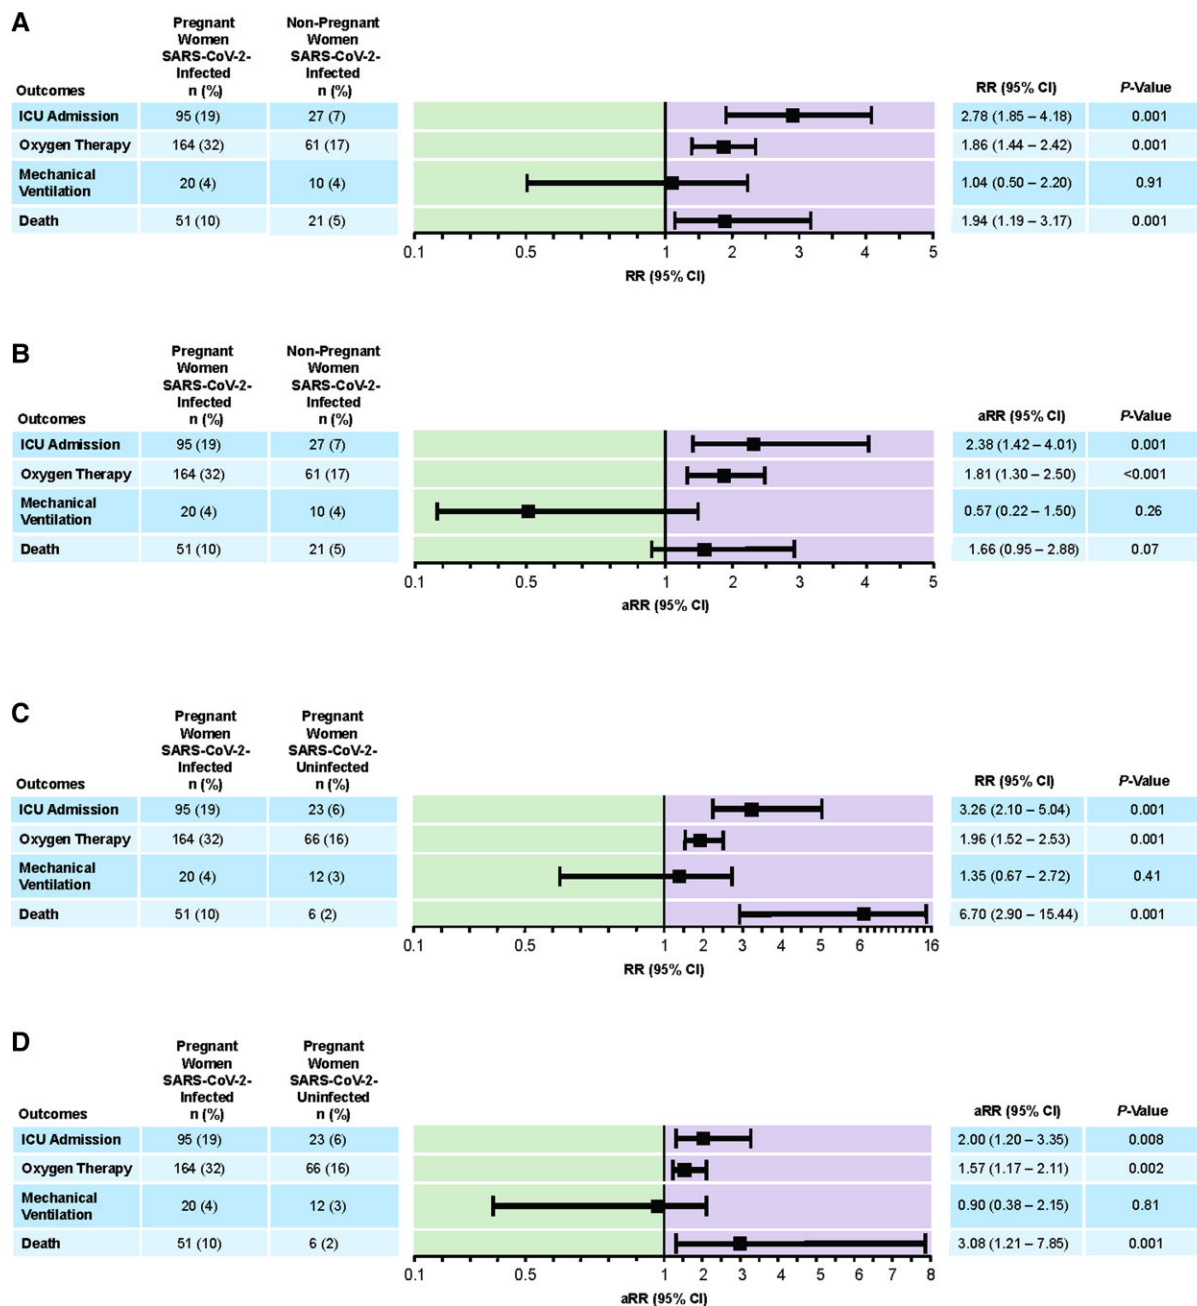 A
Outcomes
Pregnant
Women
SARS-CoV-2-
Infected
n (%)
Non-Pregnant
Women
SARS-CoV-2-
Infected
n (%)
RR (95% CI)
P-Value
ICU Admission 95 (19) 27 (7) 2.78 (1.85 – 4.18) 0.001
Oxygen Therapy 164 (32) 61 (17) 1.86 (1.44 – 2.42) 0.001
Mechanical
Ventilation 20 (4) 10 (4) 1.04 (0.50 – 2.20) 0.91
Death 51 (10) 21 (5) 1.94 (1.19 – 3.17) 0.001
0.1 0.5 1 2 3 5
RR (95% CI)
B
Outcomes
Pregnant
Women
SARS-CoV-2-
Infected
n (%)
Non-Pregnant
Women
SARS-CoV-2-
Infected
n (%)
aRR (95% CI)
P-Value
ICU Admission 95 (19) 27 (7) 2.38 (1.42 – 4.01) 0.001
Oxygen Therapy 164 (32) 61 (17) 1.81 (1.30 – 2.50) <0.001
Mechanical
Ventilation 20 (4) 10 (4) 0.57 (0.22 – 1.50) 0.26
Death 51 (10) 21 (5) 1.66 (0.95 – 2.88) 0.07
0.1 0.5 1 2 3 5
aRR (95% CI)
C
Outcomes
Pregnant
Women
SARS-CoV-2-
Infected
n (%)
Pregnant
Women
SARS-CoV-2-
Uninfected
n (%)
RR (95% CI)
P-Value
ICU Admission 95 (19) 23 (6) 3.26 (2.10 – 5.04) 0.001
Oxygen Therapy 164 (32) 66 (16) 1.96 (1.52 – 2.53) 0.001
Mechanical
Ventilation 20 (4) 12 (3) 1.35 (0.67 – 2.72) 0.41
Death 51 (10) 6 (2) 6.70 (2.90 – 15.44) 0.001
0.1 0.5 1 2 3 5 6 16
RR (95% CI)
D
Outcomes
Pregnant
Women
SARS-CoV-2-
Infected
n (%)
Pregnant
Women
SARS-CoV-2-
Uninfected
n (%)
aRR (95% CI)
P-Value
ICU Admission 95 (19) 23 (6) 2.00 (1.20 – 3.35) 0.008
Oxygen Therapy 164 (32) 66 (16) 1.57 (1.17 – 2.11) 0.002
Mechanical
Ventilation 20 (4) 12 (3) 0.90 (0.38 – 2.15) 0.81
Death 51 (10) 6 (2) 3.08 (1.21 – 7.85) 0.001
0.1 0.5 1 2 3 4 5 6 7 8
aRR (95% CI)